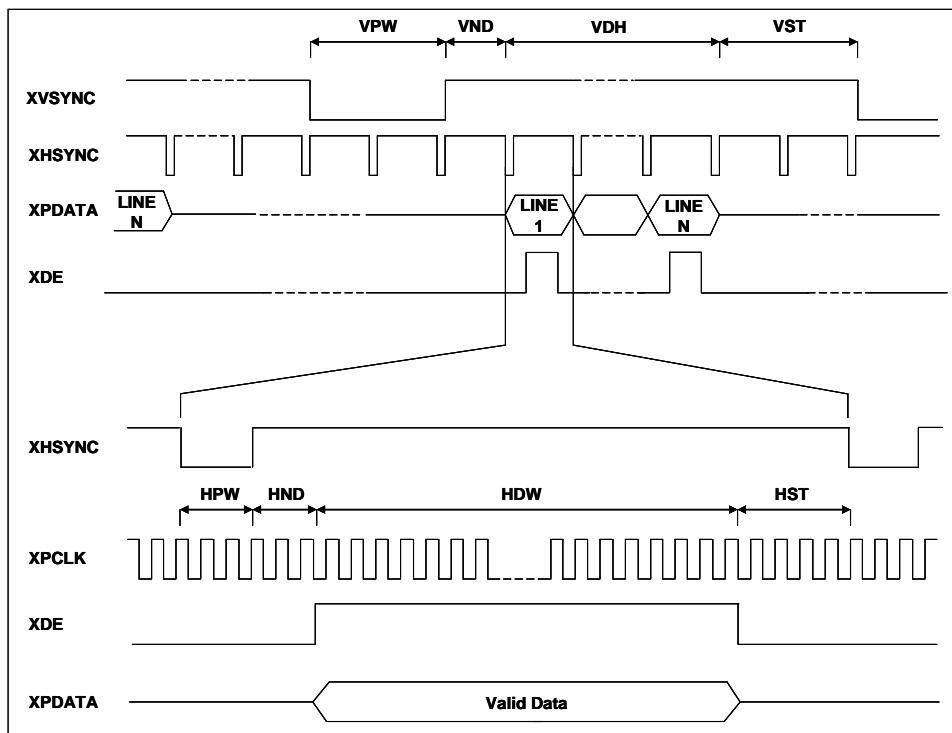 VPW VND VDH VST
XVSYNC
XHSYNC
XPDATA
LINE
N
LINE
1
LINE
N
XDE
XHSYNC
HPW HND HDW HST
XPCLK
XDE
XPDATA
Valid Data